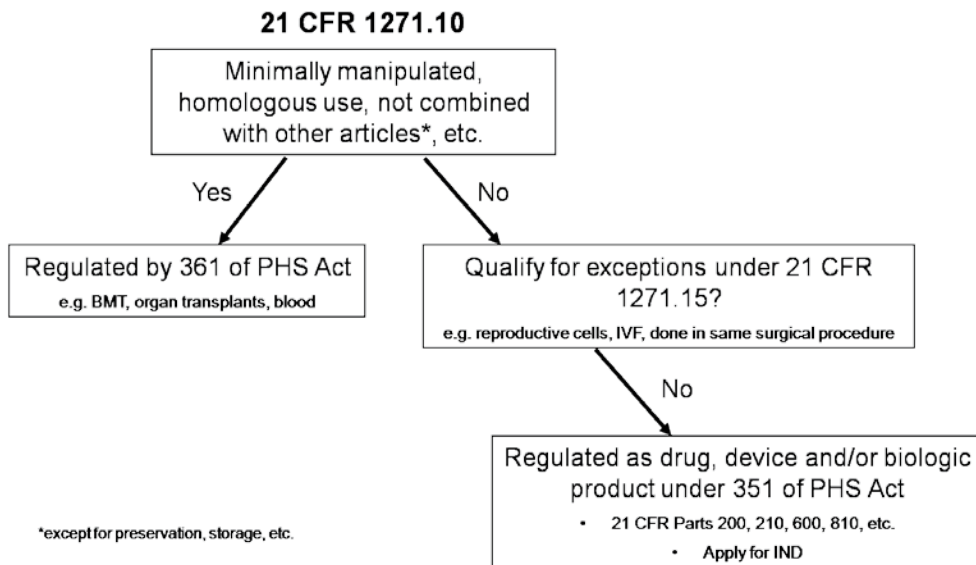 21 CFR 1271.10
Minimally manipulated,
homologous use, not combined
with other articles*, etc.
Yes
No
Regulated by 361 of PHS Act
e.g. BMT, organ transplants, blood
Qualify for exceptions under 21 CFR
1271.15?
e.g. reproductive cells, IVF, done in same surgical procedure
No
Regulated as drug, device and/or biologic
product under 351 of PHS Act
• 21 CFR Parts 200, 210, 600, 810, etc.
• Apply for IND
*except for preservation, storage, etc.